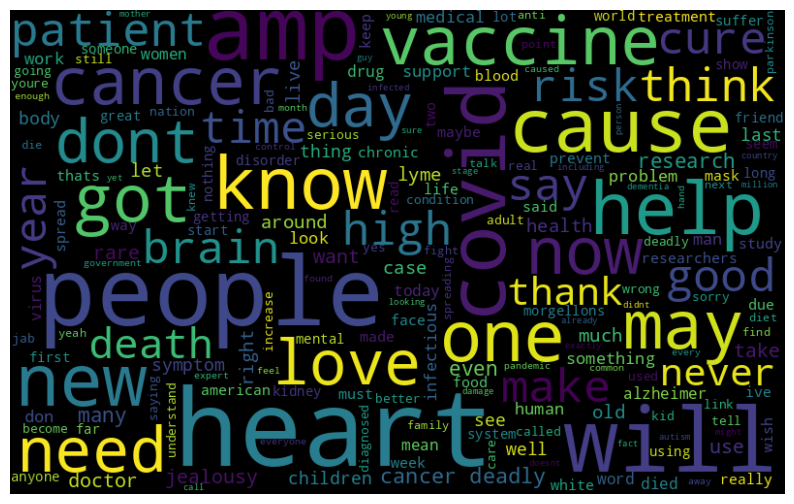 patient
amp
vaccine
cure
cancer
covid
cause
risk
think
day
dont
time
got
know
say
help
year
brain
high
now
good
people
death
love
one
thank
may
never
new
make
need
heart
will
medical
lot
anti
world
treatment
suffer
mother
young
going
someone
women
keep
drug
support
blood
point
show
parkinson
youre
work
still
live
guy
caused
infected
month
enough
body
great
nation
bad
serious
two
sure
person
friend
last
die
let
disorder
control
thing
chronic
maybe
talk
real
prevent
including
seem
country
research
thats
yet
knew
nothing
lyme
stage
mask
problem
dementia
hand
next
million
long
spread
way
getting
read
life
adult
said
health
deadly
man
study
start
around
condition
look
yes
fight
researchers
rare
want
case
found
wrong
sorry
virus
government
today
looking
spreading
morgellons
didnt
due
diet
jab
yeah
increase
face
infectious
already
much
find
first
symptom
right
mental
made
even
something
take
exactly
every
saying
feel
american
pandemic
used
don
many
expert
kidney
must
better
food
common
alzheimer
ive
understand
damage
human
old
kid
link
become
far
everyone
family
see
system
called
tell
wish
anyone
doctor
jealousy
mean
diagnosed
week
well
care
fact
autism
using
might
use
call
children
cancer deadly
white
doesnt
word
died
away
really